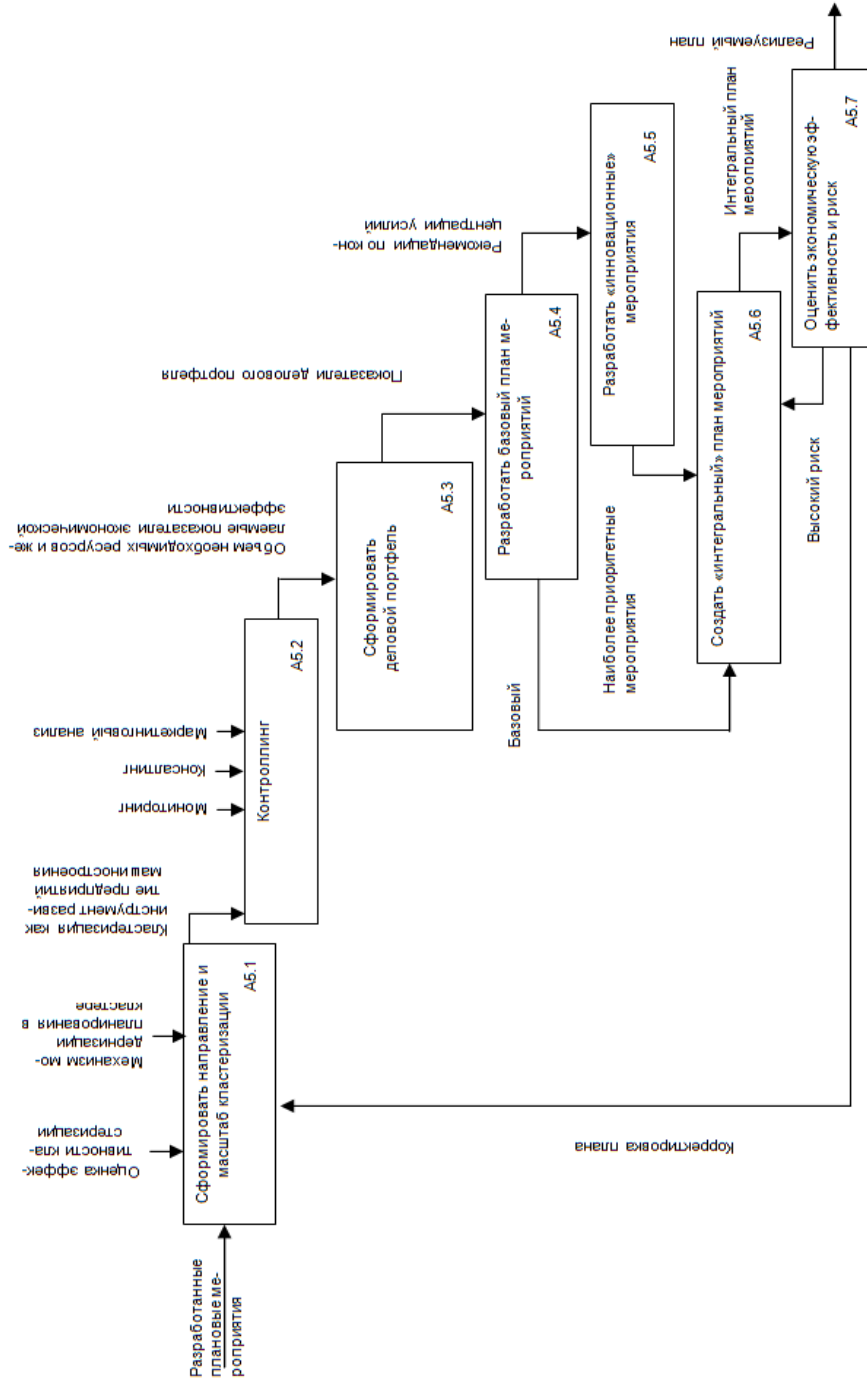 Разработанные
плановые ме-
роприятия
Оценка эффек-
тивности кла-
стеризации
Механизм мо-
дернизации
планирования в
кластере
Сформировать направление и
масштаб кластеризации
А5.1
Кластеризация как
инструмент разви-
тие предприятий
машиностроения
Мониторинг
Консалтинг
Маркетинговый анализ
Контроллинг
А5.2
Объем необходимых ресурсов и же-
лаемые показатели экономической
эффективности
Сформировать
деловой портфель
А5.3
Показатели делового портфеля
Разработать базовый план ме-
роприятий
А5.4
Рекомендации по кон-
центрации усилий
Разработать «инновационные»
мероприятия
А5.5
Базовый
Наиболее приоритетные
мероприятия
Создать «интегральный» план мероприятий
А5.6
Интегральный план
мероприятий
Высокий риск
Оценить экономическую эф-
фективность и риск
А5.7
Реализуемый план
Корректировка плана